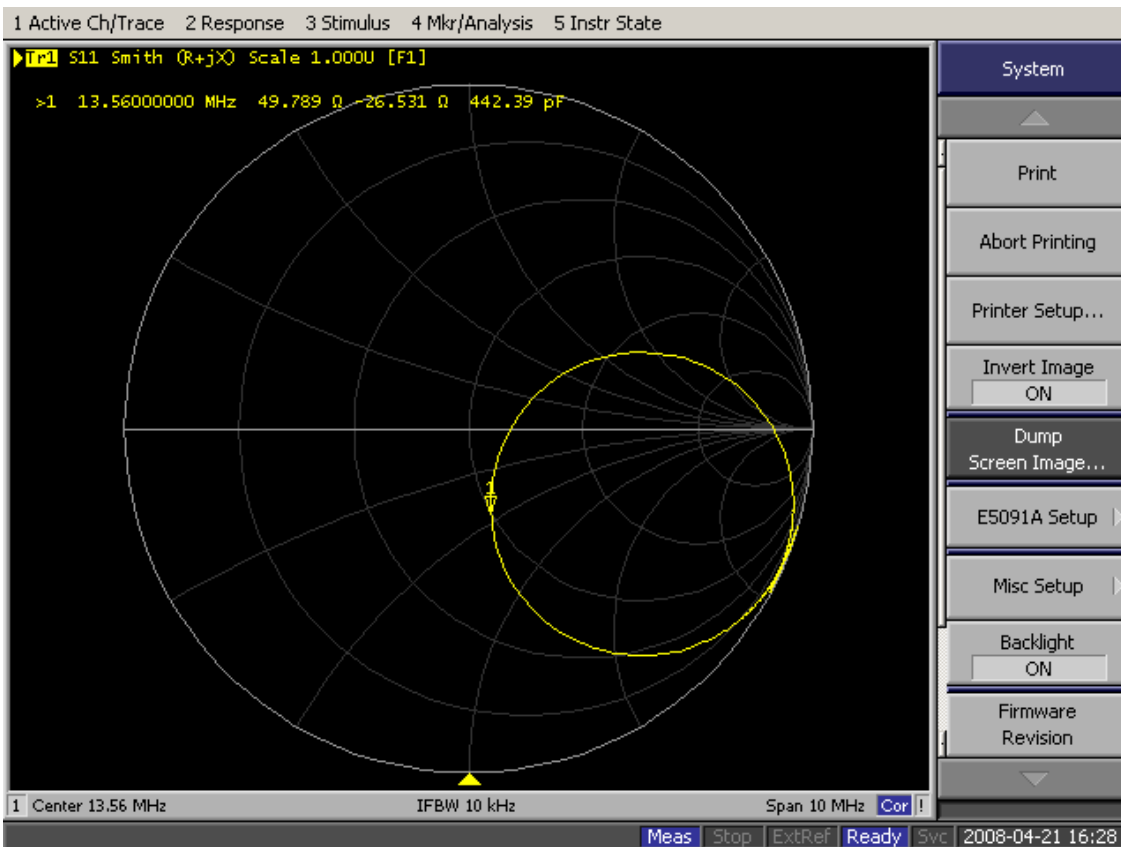 1 Active Ch/Trace 2 Response 3 Stimulus 4 Mkr/Analysis 5 Instr State
Tr1 S11 Smith (R+jX) Scale 1.000U [F1]
>1 13.56000000 MHz 49.789 Ω -26.531 Ω 442.39 pF
1
System
Print
Abort Printing
Printer Setup...
Invert Image
ON
Dump
Screen Image...
E5091A Setup
Misc Setup
Backlight
ON
Firmware
Revision
1 Center 13.56 MHz IFBW 10 kHz Span 10 MHz Cor !
Meas Stop ExtRef Ready Svc 2008-04-21 16:28